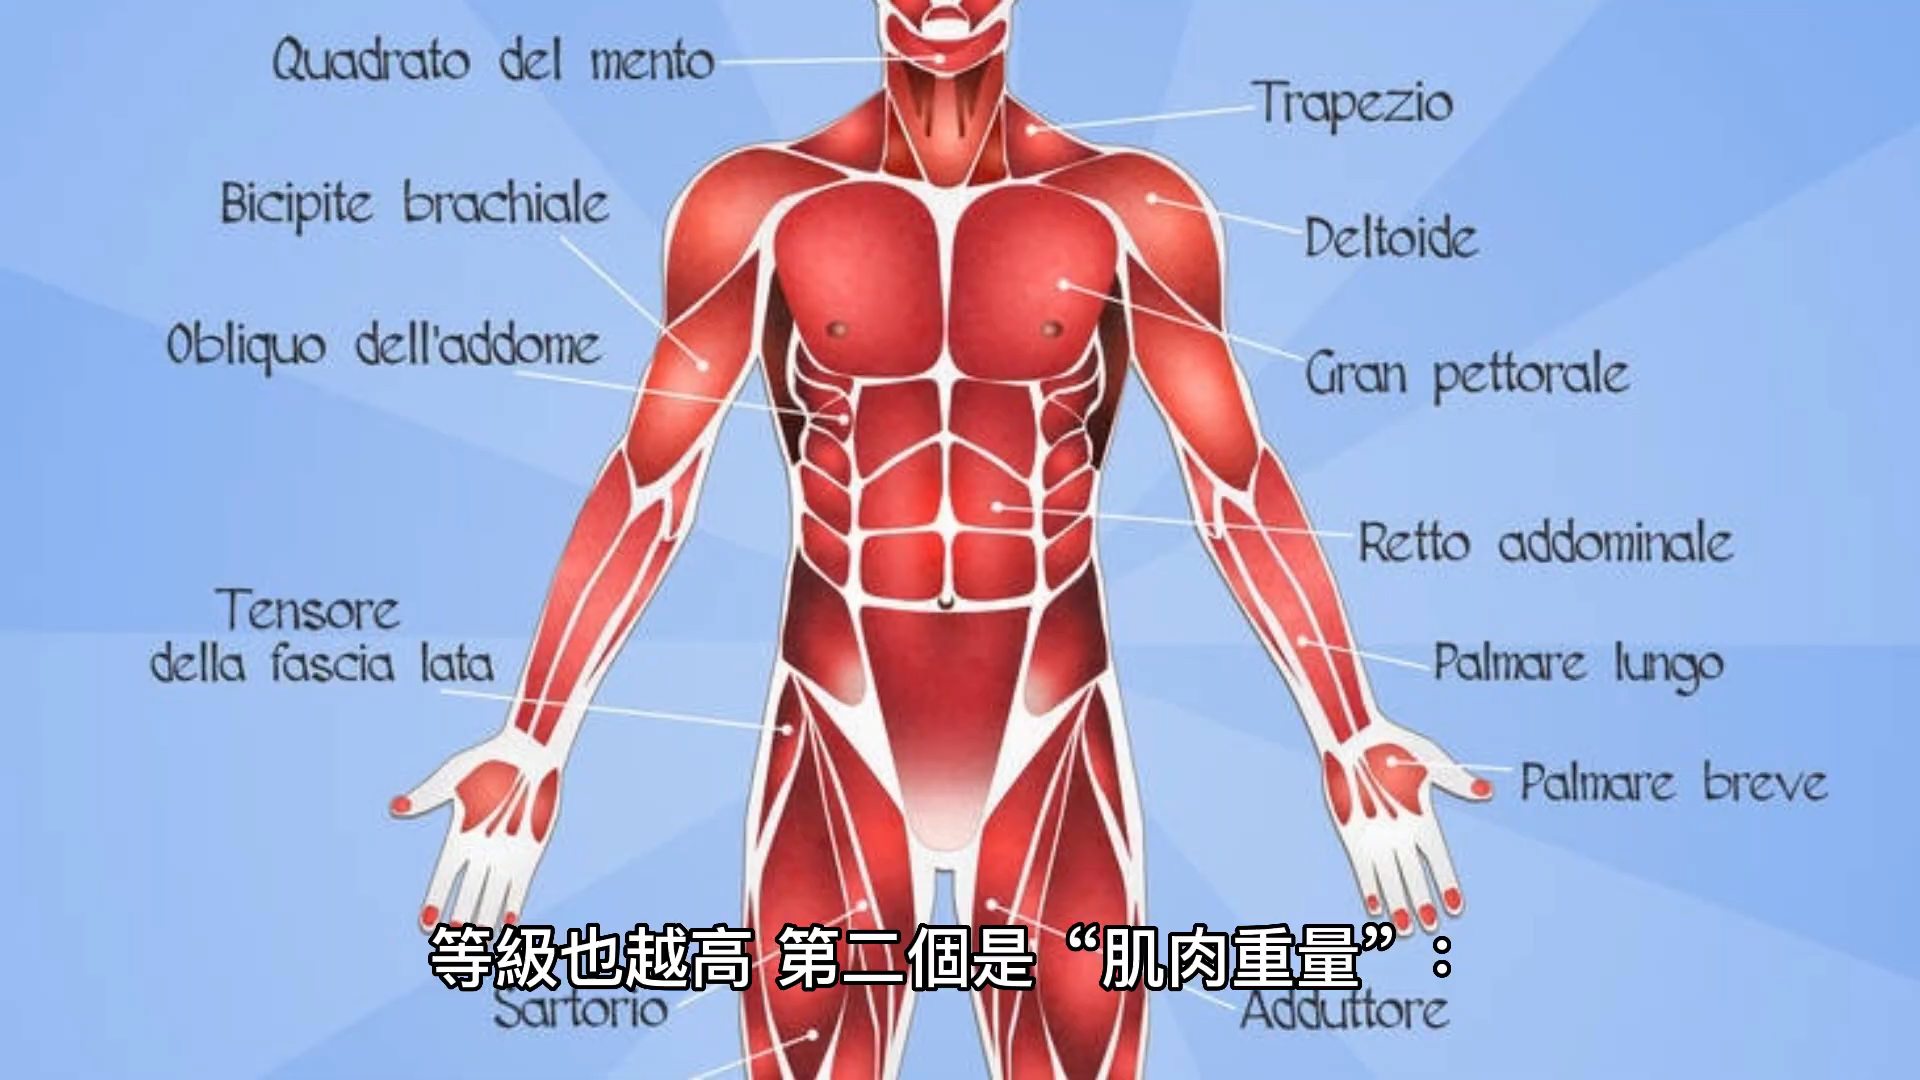 Quadrato del mento
Trapezio
Bicipite brachiale
Deltoide
Obliquo dell'addome
Gran pettorale
Retto addominale
Tensore
della fascia lata
Palmare lungo
Palmare breve
等級也越高 第二個是“肌肉重量”：
Sartorio
Adduttore